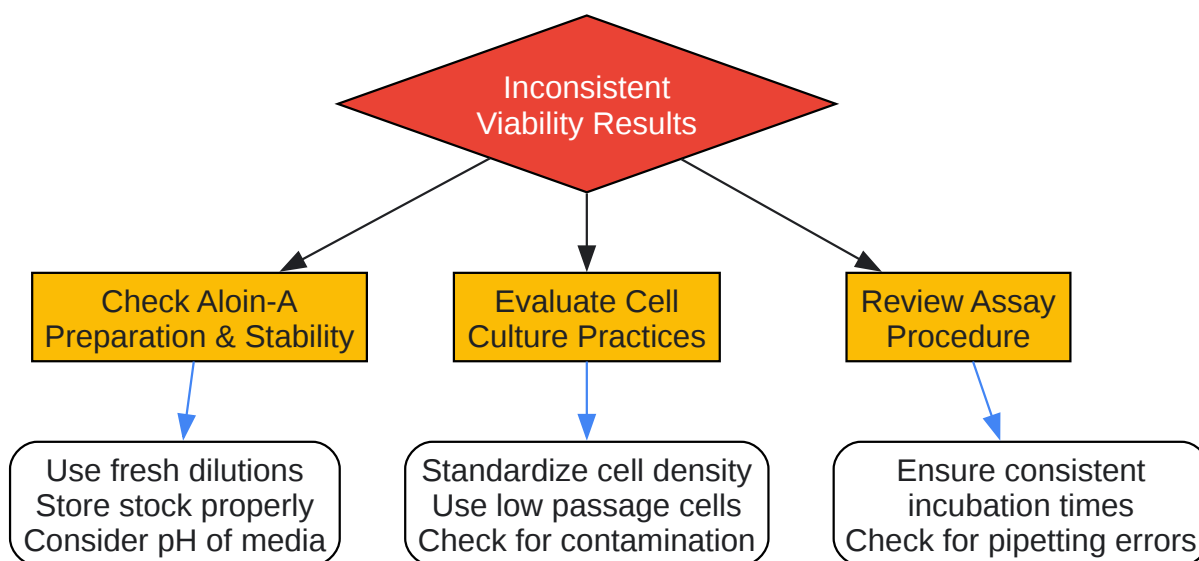 Inconsistent
Viability Results
Check Aloin-A
Preparation & Stability
Evaluate Cell
Culture Practices
Review Assay
Procedure
Use fresh dilutions
Store stock properly
Consider pH of media
Standardize cell density
Use low passage cells
Check for contamination
Ensure consistent
incubation times
Check for pipetting errors